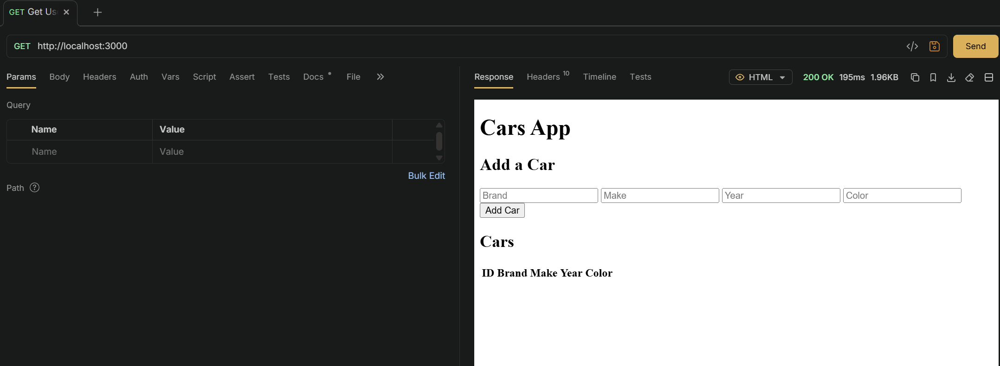 GET Get Us
GET http://localhost:3000
Send
Params Body Headers Auth Vars Script Assert Tests Docs File
Query
Name Value
Name Value
Bulk Edit
Path ?
Response Headers 10 Timeline Tests HTML 200 OK 195ms 1.96KB
Cars App
Add a Car
Brand Make Year Color
Add Car
Cars
ID Brand Make Year Color